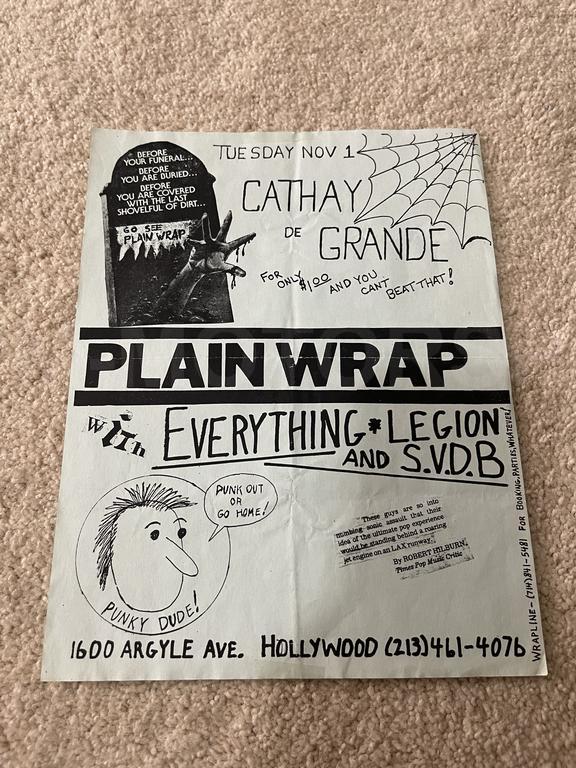 BEFORE
YOUR FUNERAL...
BEFORE
YOU ARE BURIED...
BEFORE
YOU ARE COVERED
WITH THE LAST
SHOVELFUL OF DIRT...
GO SEE
PLAIN WRAP
TUESDAY NOV 1
CATHAY
DE GRANDE
FOR ONLY $1.00 AND YOU CAN'T BEAT THAT!
PLAIN WRAP
with EVERYTHING * LEGION
AND S.V.D.B
PUNK OUT
OR
GO HOME!
PUNKY DUDE!
"These guys are so into
numbing sonic assault that their
idea of the ultimate pop experience
would be standing behind a roaring
jet engine on an LAX runway."
By ROBERT HILBURN,
Times Pop Music Critic
WRAPLINE- (714)841-5481 FOR BOOKING, PARTIES, WHATEVER!
1600 ARGYLE AVE. HOLLYWOOD (213)461-4076